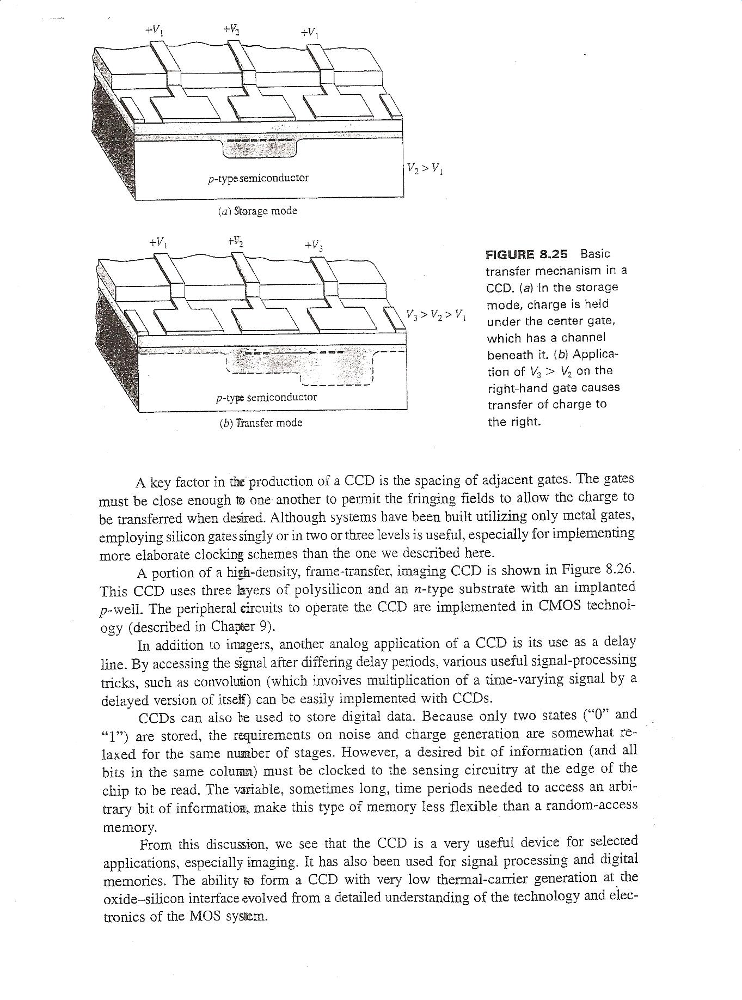 +V₁ +V₂ +V₁
V₂ > V₁
p-type semiconductor
(a) Storage mode
+V₁ +V₂ +V₃
V₃ > V₂ > V₁
p-type semiconductor
(b) Transfer mode
FIGURE 8.25 Basic
transfer mechanism in a
CCD. (a) In the storage
mode, charge is held
under the center gate,
which has a channel
beneath it. (b) Applica-
tion of V₃ > V₂ on the
right-hand gate causes
transfer of charge to
the right.
A key factor in the production of a CCD is the spacing of adjacent gates. The gates
must be close enough to one another to permit the fringing fields to allow the charge to
be transferred when desired. Although systems have been built utilizing only metal gates,
employing silicon gates singly or in two or three levels is useful, especially for implementing
more elaborate clocking schemes than the one we described here.
A portion of a high-density, frame-transfer, imaging CCD is shown in Figure 8.26.
This CCD uses three layers of polysilicon and an n-type substrate with an implanted
p-well. The peripheral circuits to operate the CCD are implemented in CMOS technol-
ogy (described in Chapter 9).
In addition to imagers, another analog application of a CCD is its use as a delay
line. By accessing the signal after differing delay periods, various useful signal-processing
tricks, such as convolution (which involves multiplication of a time-varying signal by a
delayed version of itself) can be easily implemented with CCDs.
CCDs can also be used to store digital data. Because only two states (“0” and
“1”) are stored, the requirements on noise and charge generation are somewhat re-
laxed for the same number of stages. However, a desired bit of information (and all
bits in the same column) must be clocked to the sensing circuitry at the edge of the
chip to be read. The variable, sometimes long, time periods needed to access an arbi-
trary bit of information, make this type of memory less flexible than a random-access
memory.
From this discussion, we see that the CCD is a very useful device for selected
applications, especially imaging. It has also been used for signal processing and digital
memories. The ability to form a CCD with very low thermal-carrier generation at the
oxide–silicon interface evolved from a detailed understanding of the technology and elec-
tronics of the MOS system.